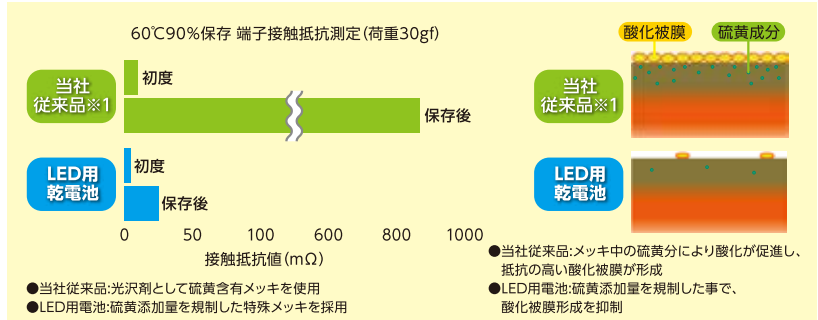 60℃90%保存 端子接触抵抗測定(荷重30gf)
当社
従来品※1
初度
保存後
LED用
乾電池
初度
保存後
0 50 100 600 800 1000
接触抵抗値(mΩ)
●当社従来品:光沢剤として硫黄含有メッキを使用
●LED用電池:硫黄添加量を規制した特殊メッキを採用
酸化被膜 硫黄成分
当社
従来品※1
LED用
乾電池
●当社従来品:メッキ中の硫黄分により酸化が促進し、
抵抗の高い酸化被膜が形成
●LED用電池:硫黄添加量を規制した事で、
酸化被膜形成を抑制